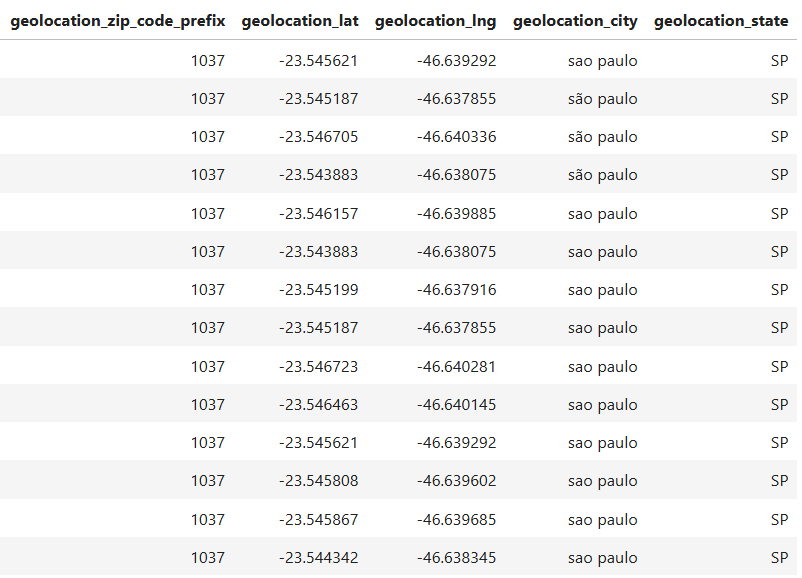 geolocation_zip_code_prefix geolocation_lat geolocation_lng geolocation_city geolocation_state
1037 -23.545621 -46.639292 sao paulo SP
1037 -23.545187 -46.637855 são paulo SP
1037 -23.546705 -46.640336 são paulo SP
1037 -23.543883 -46.638075 são paulo SP
1037 -23.546157 -46.639885 sao paulo SP
1037 -23.543883 -46.638075 sao paulo SP
1037 -23.545199 -46.637916 sao paulo SP
1037 -23.545187 -46.637855 sao paulo SP
1037 -23.546723 -46.640281 sao paulo SP
1037 -23.546463 -46.640145 sao paulo SP
1037 -23.545621 -46.639292 sao paulo SP
1037 -23.545808 -46.639602 sao paulo SP
1037 -23.545867 -46.639685 sao paulo SP
1037 -23.544342 -46.638345 sao paulo SP